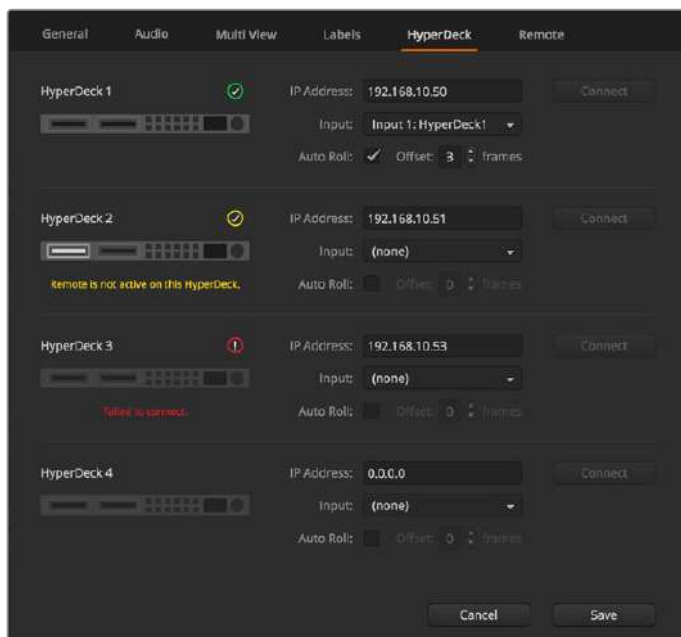 General Audio Multi View Labels HyperDeck Remote
HyperDeck 1 IP Address: 192.168.10.50 Connect
Input: Input 1: HyperDeck1
Auto Roll: Offset: 3 frames
HyperDeck 2 IP Address: 192.168.10.51 Connect
Input: (none)
Remote is not active on this HyperDeck. Auto Roll: Offset: 0 frames
HyperDeck 3 IP Address: 192.168.10.53 Connect
Input: (none)
Failed to connect. Auto Roll: Offset: 0 frames
HyperDeck 4 IP Address: 0.0.0.0 Connect
Input: (none)
Auto Roll: Offset: 0 frames
Cancel Save